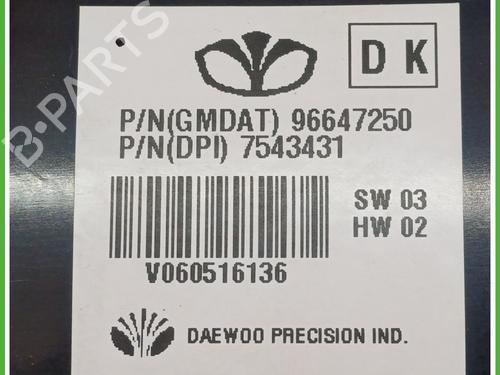 D K
P/N(GMDAT) 96647250
P/N(DPI) 7543431
SW 03
HW 02
V060516136
DAEWOO PRECISION IND.
B-PARTS